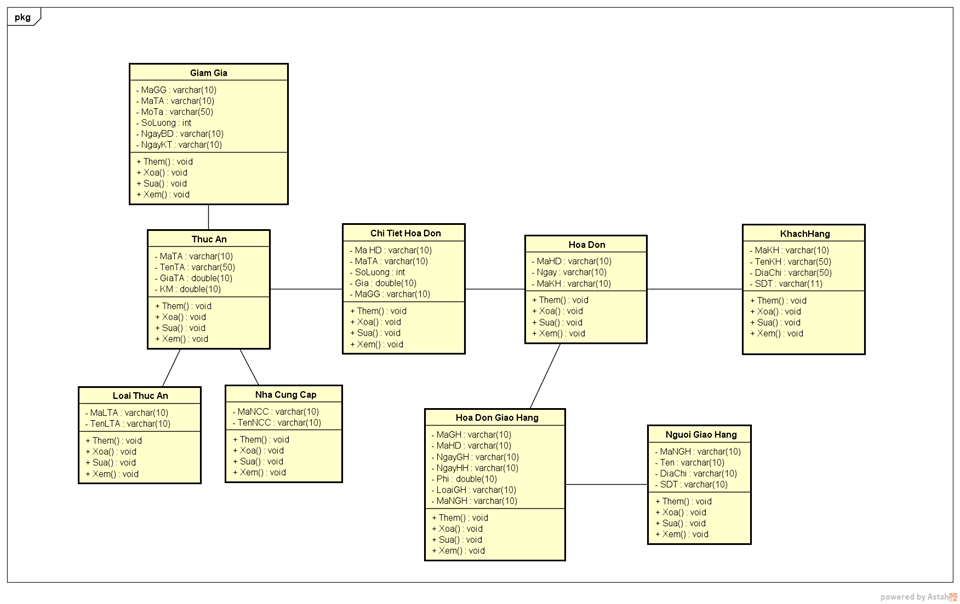 pkg
Giam Gia
- MaGG : varchar(10)
- MaTA : varchar(10)
- MoTa : varchar(50)
- SoLuong : int
- NgayBD : varchar(10)
- NgayKT : varchar(10)
+ Them() : void
+ Xoa() : void
+ Sua() : void
+ Xem() : void
Thuc An
- MaTA : varchar(10)
- TenTA : varchar(50)
- GiaTA : double(10)
- KM : double(10)
+ Them() : void
+ Xoa() : void
+ Sua() : void
+ Xem() : void
Chi Tiet Hoa Don
- Ma HD : varchar(10)
- MaTA : varchar(10)
- SoLuong : int
- Gia : double(10)
- MaGG : varchar(10)
+ Them() : void
+ Xoa() : void
+ Sua() : void
+ Xem() : void
Hoa Don
- MaHD : varchar(10)
- Ngay : varchar(10)
- MaKH : varchar(10)
+ Them() : void
+ Xoa() : void
+ Sua() : void
+ Xem() : void
KhachHang
- MaKH : varchar(10)
- TenKH : varchar(50)
- DiaChi : varchar(50)
- SDT : varchar(11)
+ Them() : void
+ Xoa() : void
+ Sua() : void
+ Xem() : void
Loai Thuc An
- MaLTA : varchar(10)
- TenLTA : varchar(10)
+ Them() : void
+ Xoa() : void
+ Sua() : void
+ Xem() : void
Nha Cung Cap
- MaNCC : varchar(10)
- TenNCC : varchar(10)
+ Them() : void
+ Xoa() : void
+ Sua() : void
+ Xem() : void
Hoa Don Giao Hang
- MaGH : varchar(10)
- MaHD : varchar(10)
- NgayGH : varchar(10)
- NgayHH : varchar(10)
- Phi : double(10)
- LoaiGH : varchar(10)
- MaNGH : varchar(10)
+ Them() : void
+ Xoa() : void
+ Sua() : void
+ Xem() : void
Nguoi Giao Hang
- MaNGH : varchar(10)
- Ten : varchar(10)
- DiaChi : varchar(10)
- SDT : varchar(10)
+ Them() : void
+ Xoa() : void
+ Sua() : void
+ Xem() : void
powered by Astah